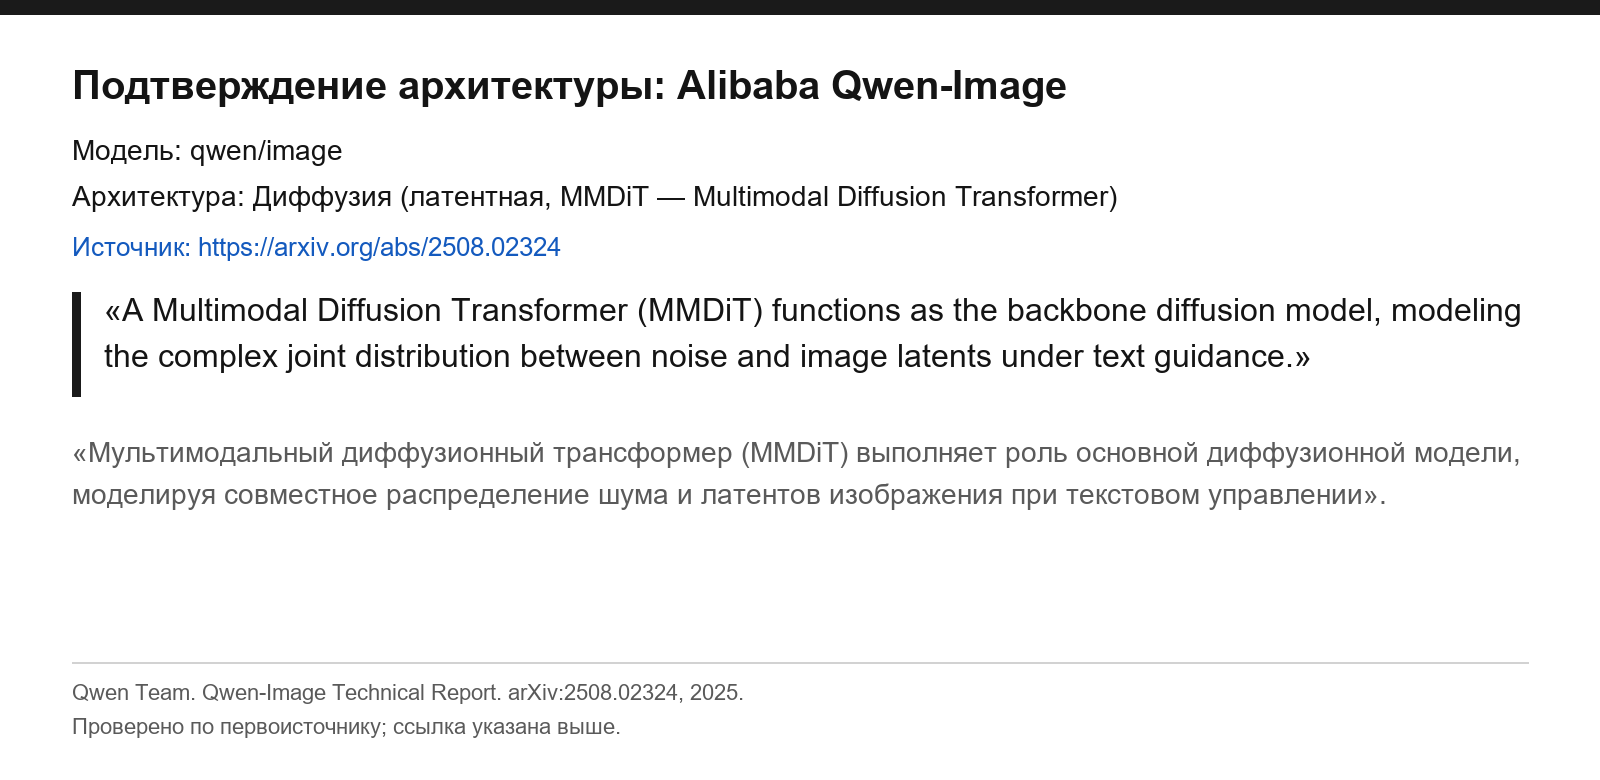 Подтверждение архитектуры: Alibaba Qwen-Image
Модель: qwen/image
Архитектура: Диффузия (латентная, MMDiT — Multimodal Diffusion Transformer)
Источник: https://arxiv.org/abs/2508.02324
«A Multimodal Diffusion Transformer (MMDiT) functions as the backbone diffusion model, modeling
the complex joint distribution between noise and image latents under text guidance.»
«Мультимодальный диффузионный трансформер (MMDiT) выполняет роль основной диффузионной модели,
моделируя совместное распределение шума и латентов изображения при текстовом управлении».
Qwen Team. Qwen-Image Technical Report. arXiv:2508.02324, 2025.
Проверено по первоисточнику; ссылка указана выше.